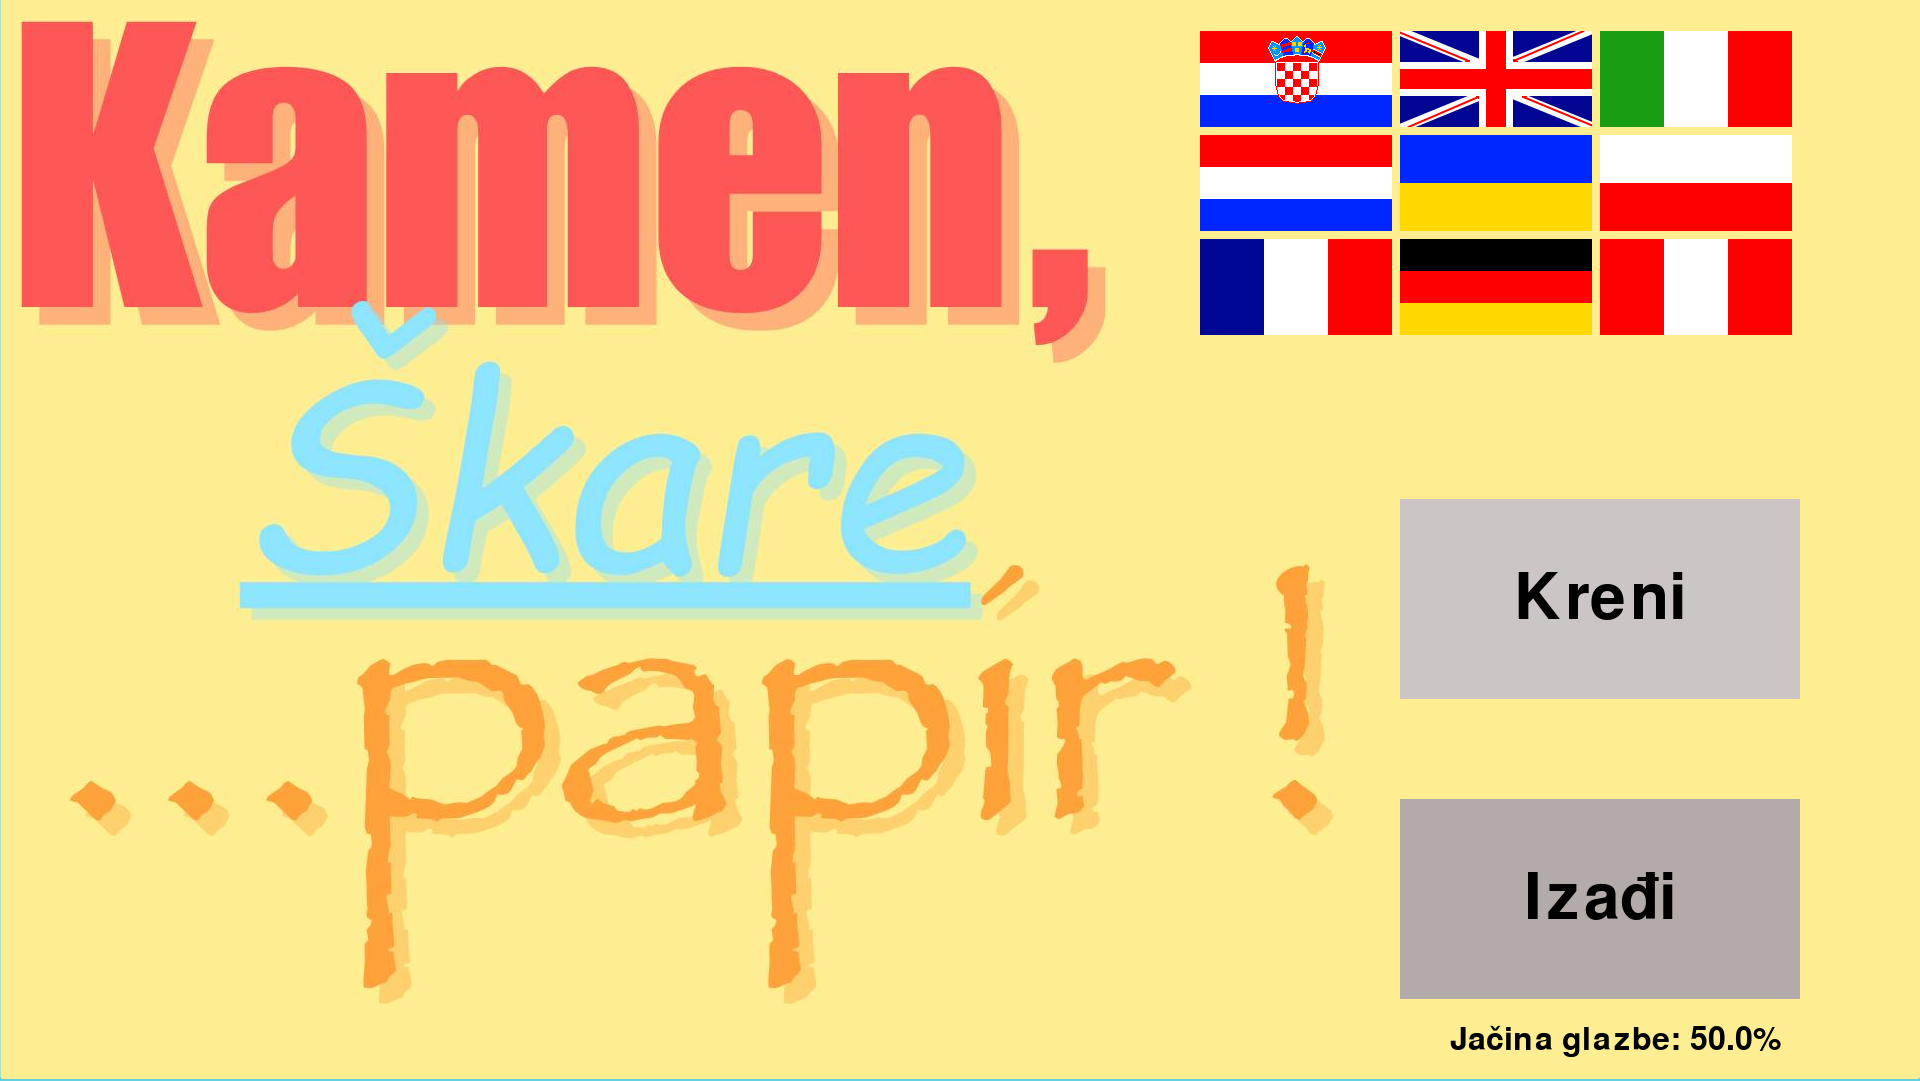 Kamen,
Škare,
...papir!
Kreni
Izađi
Jačina glazbe: 50.0%